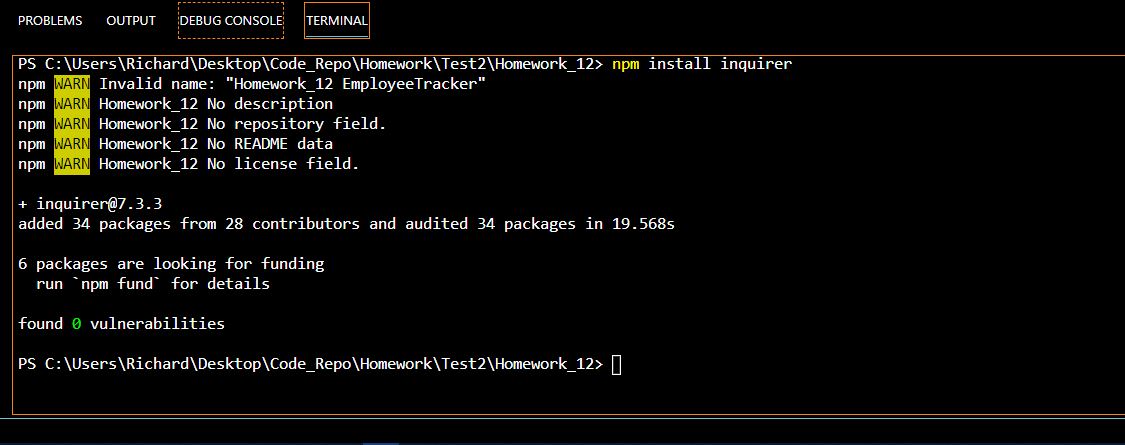 PROBLEMS OUTPUT DEBUG CONSOLE TERMINAL
PS C:\Users\Richard\Desktop\Code_Repo\Homework\Test2\Homework_12> npm install inquirer
npm WARN Invalid name: "Homework_12 EmployeeTracker"
npm WARN Homework_12 No description
npm WARN Homework_12 No repository field.
npm WARN Homework_12 No README data
npm WARN Homework_12 No license field.
+ inquirer@7.3.3
added 34 packages from 28 contributors and audited 34 packages in 19.568s
6 packages are looking for funding
run `npm fund` for details
found 0 vulnerabilities
PS C:\Users\Richard\Desktop\Code_Repo\Homework\Test2\Homework_12>